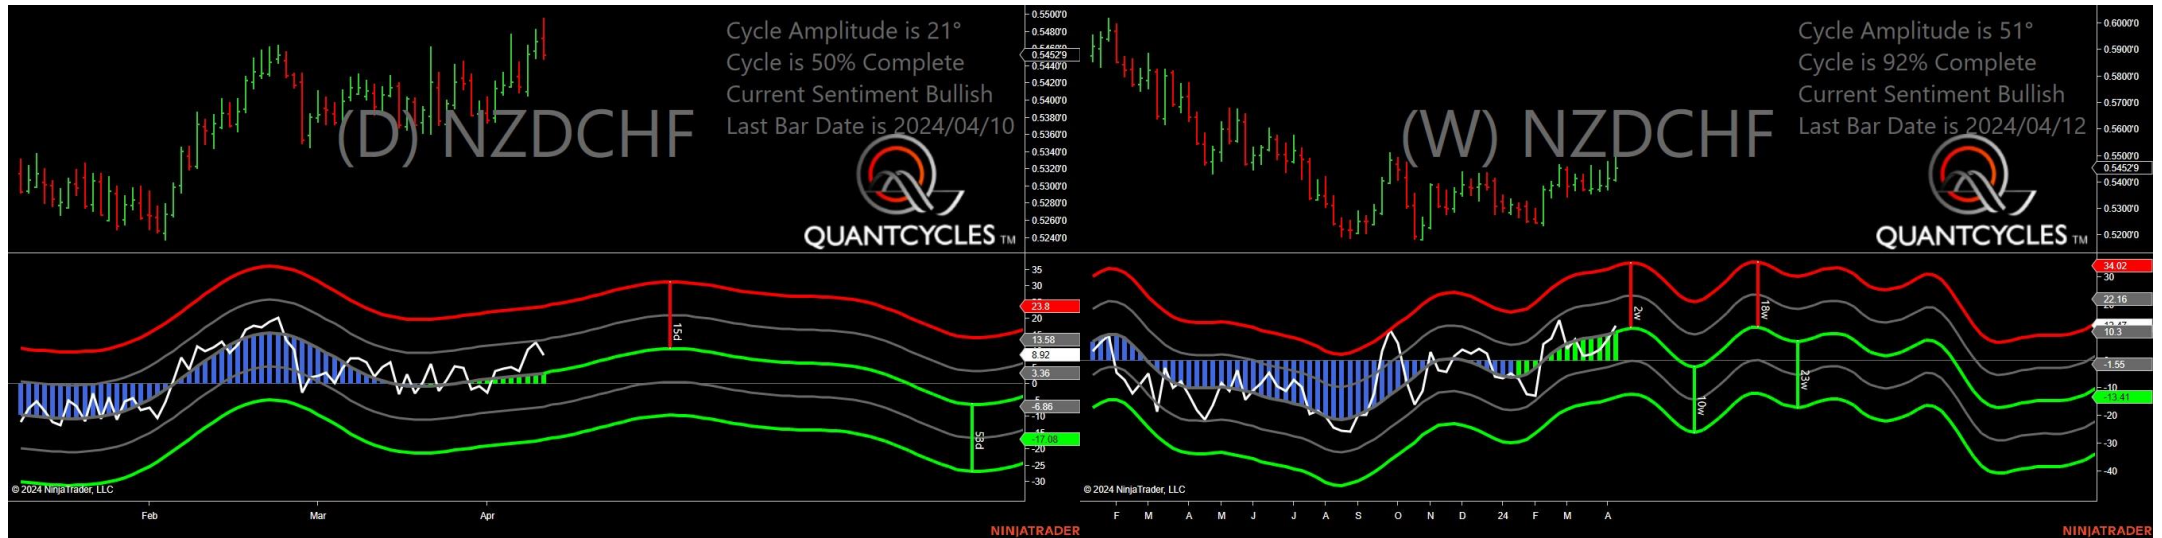 Cycle Amplitude is 21°
Cycle is 50% Complete
Current Sentiment Bullish
Last Bar Date is 2024/04/10
(D) NZDCHF
QUANTCYCLES TM
0.5500'0
0.5480'0
0.5452'9
0.5440'0
0.5420'0
0.5400'0
0.5380'0
0.5360'0
0.5340'0
0.5320'0
0.5300'0
0.5280'0
0.5260'0
0.5240'0
35
30
23.8
20
13.58
8.92
3.36
0
-6.86
-10
-17.08
-20
-25
-30
15d
58d
© 2024 NinjaTrader, LLC
Feb Mar Apr
NINJATRADER
Cycle Amplitude is 51°
Cycle is 92% Complete
Current Sentiment Bullish
Last Bar Date is 2024/04/12
(W) NZDCHF
QUANTCYCLES TM
0.6000'0
0.5900'0
0.5800'0
0.5700'0
0.5600'0
0.5500'0
0.5452'9
0.5400'0
0.5300'0
0.5200'0
34.02
30
22.16
10.3
-1.55
-10
-13.41
-20
-30
-40
2w
18w
10w
23w
© 2024 NinjaTrader, LLC
F M A M J J A S O N D 24 F M A
NINJATRADER